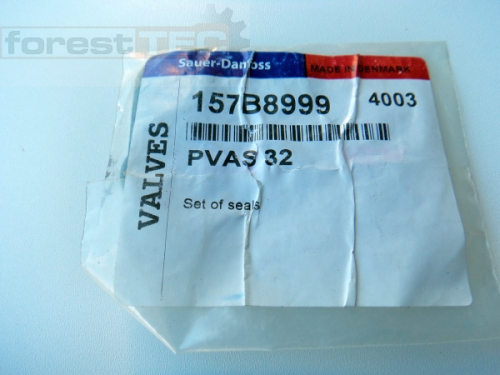 forestTEC
Sauer-Danfoss MADE IN DENMARK
157B8999 4003
VALVES
PVAS 32
Set of seals